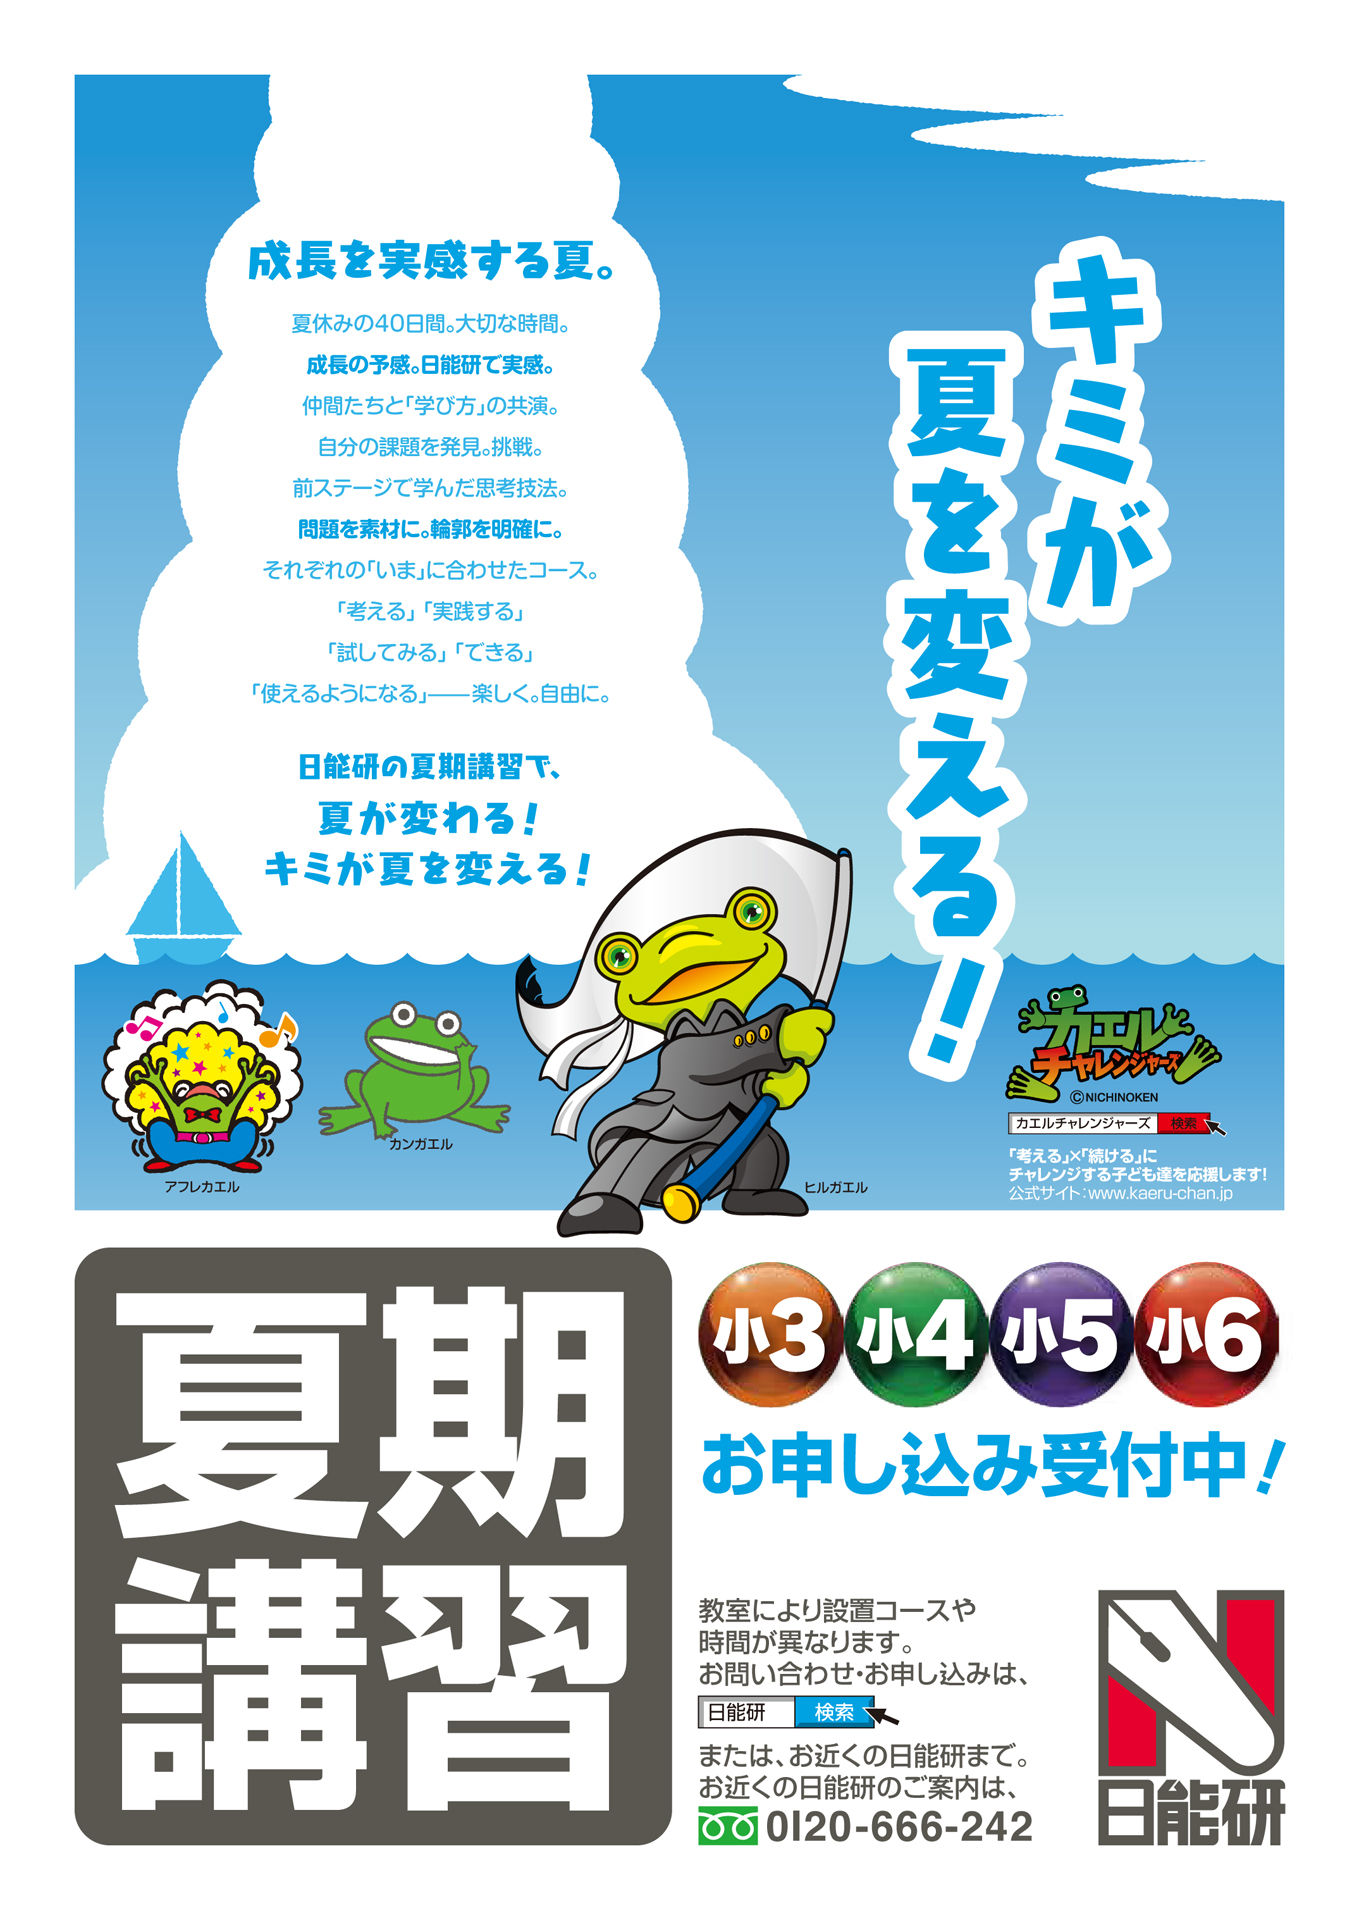 キミが
夏を変える!
成長を実感する夏。
夏休みの40日間。大切な時間。
成長の予感。日能研で実感。
仲間たちと「学び方」の共演。
自分の課題を発見。挑戦。
前ステージで学んだ思考技法。
問題を素材に。輪郭を明確に。
それぞれの「いま」に合わせたコース。
「考える」「実践する」
「試してみる」「できる」
「使えるようになる」——楽しく。自由に。
日能研の夏期講習で、
夏が変わる!
キミが夏を変える!
アフレカエル
カンガエル
ヒルガエル
カエル
チャレンジャーズ
©NICHINOKEN
カエルチャレンジャーズ 検索
「考える」×「続ける」に
チャレンジする子ども達を応援します!
公式サイト:www.kaeru-chan.jp
夏期
講習
小3 小4 小5 小6
お申し込み受付中!
教室により設置コースや
時間が異なります。
お問い合わせ・お申し込みは、
日能研 検索
または、お近くの日能研まで。
お近くの日能研のご案内は、
0120-666-242
N
日能研